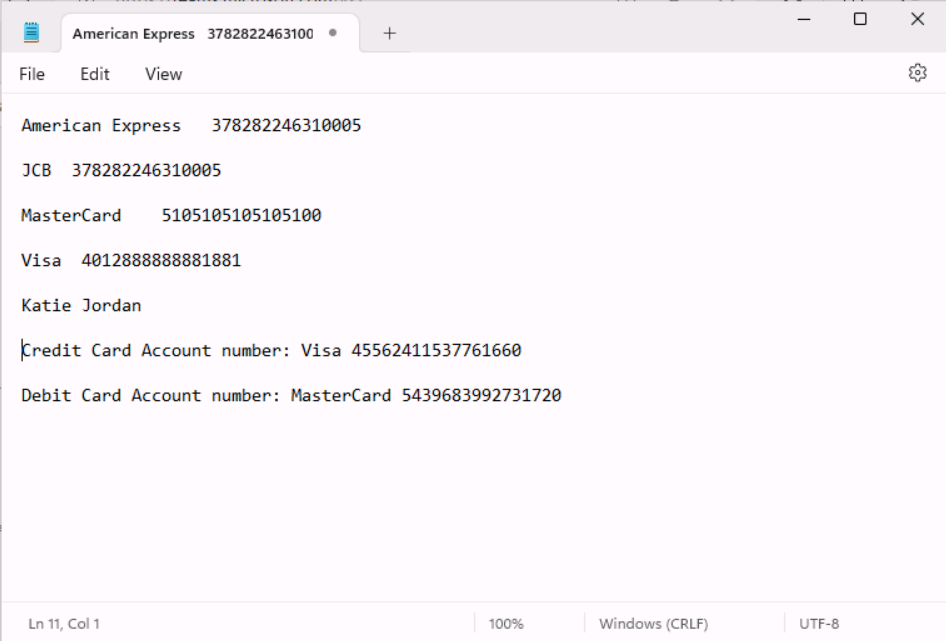 American Express 3782822463100
File Edit View
American Express 378282246310005
JCB 378282246310005
MasterCard 5105105105105100
Visa 4012888888881881
Katie Jordan
Credit Card Account number: Visa 45562411537761660
Debit Card Account number: MasterCard 5439683992731720
Ln 11, Col 1 100% Windows (CRLF) UTF-8